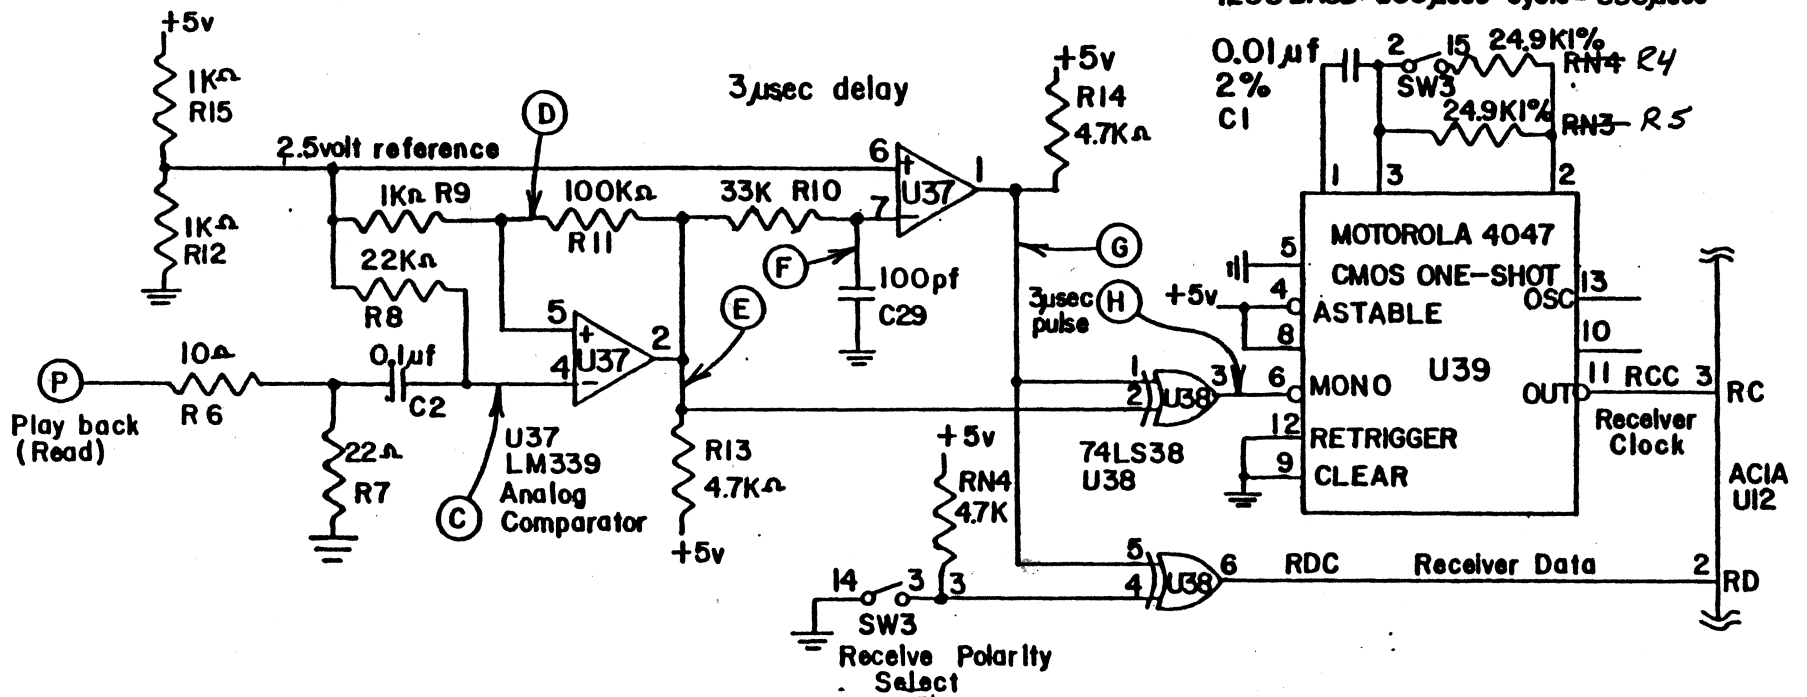 +5v
1KΩ
R15
2.5volt reference
1KΩ
R12
1KΩ R9
D
100KΩ
R11
22KΩ
R8
3µsec delay
33K R10
6
+
U37
1
7
-
F
100pf
C29
+5v
R14
4.7KΩ
G
3µsec
pulse
H
E
5
+
U37
2
4
-
P
Play back
(Read)
10Ω
R6
0.1µf
C2
22Ω
R7
C
U37
LM339
Analog
Comparator
R13
4.7KΩ
+5v
1
2
U38
3
74LS38
U38
+5v
RN4
4.7K
14
3
3
SW3
Receive Polarity
Select
5
4
U38
6
RDC
Receiver Data
2
RD
0.01µf
2%
C1
2
15
SW3
24.9K1%
RN4 R4
24.9K1%
RN3 R5
1
3
2
MOTOROLA 4047
CMOS ONE-SHOT
5
+5v
4
ASTABLE
8
6
MONO
U39
12
RETRIGGER
9
CLEAR
OSC
13
10
OUT
11
RCC
3
RC
Receiver
Clock
ACIA
U12